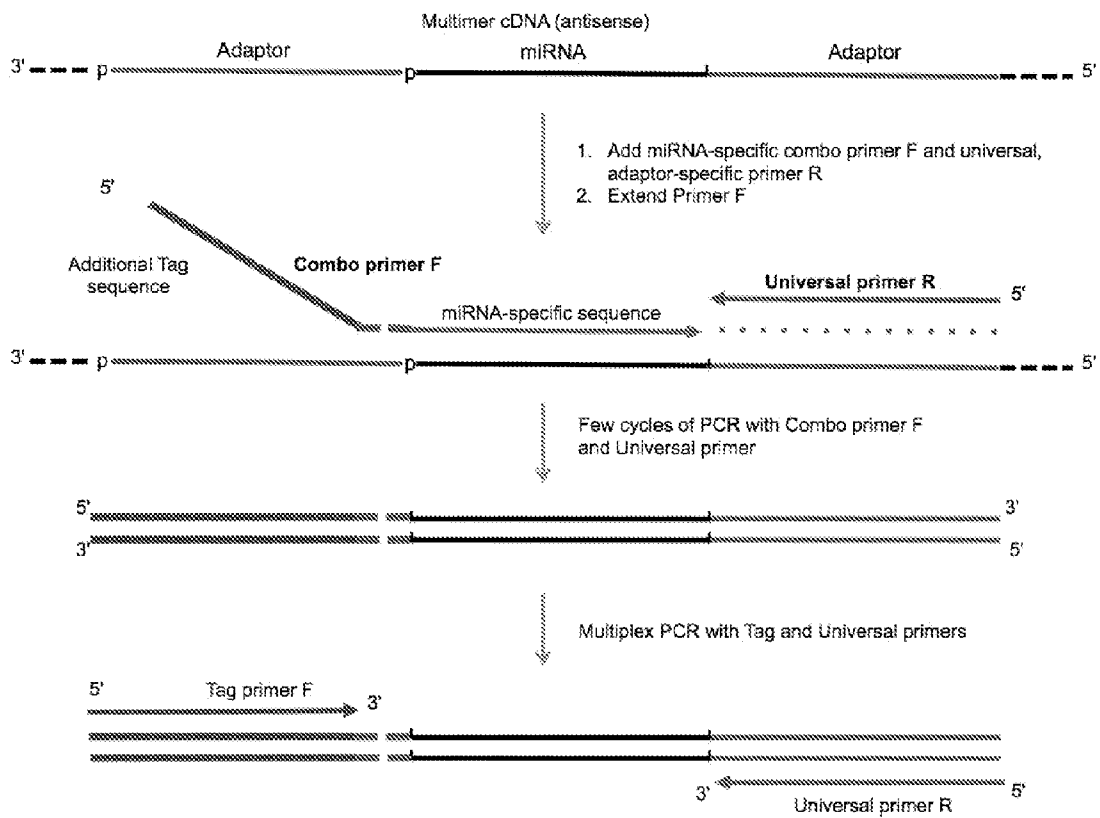 Multimer cDNA (antisense)
Adaptor miRNA Adaptor
3' p p 5'
1. Add miRNA-specific combo primer F and universal,
adaptor-specific primer R
2. Extend Primer F
5'
Additional Tag
sequence
Combo primer F
Universal primer R
5'
miRNA-specific sequence
3' p p 5'
Few cycles of PCR with Combo primer F
and Universal primer
5' 3'
3' 5'
Multiplex PCR with Tag and Universal primers
5' Tag primer F 3'
3' 5'
Universal primer R